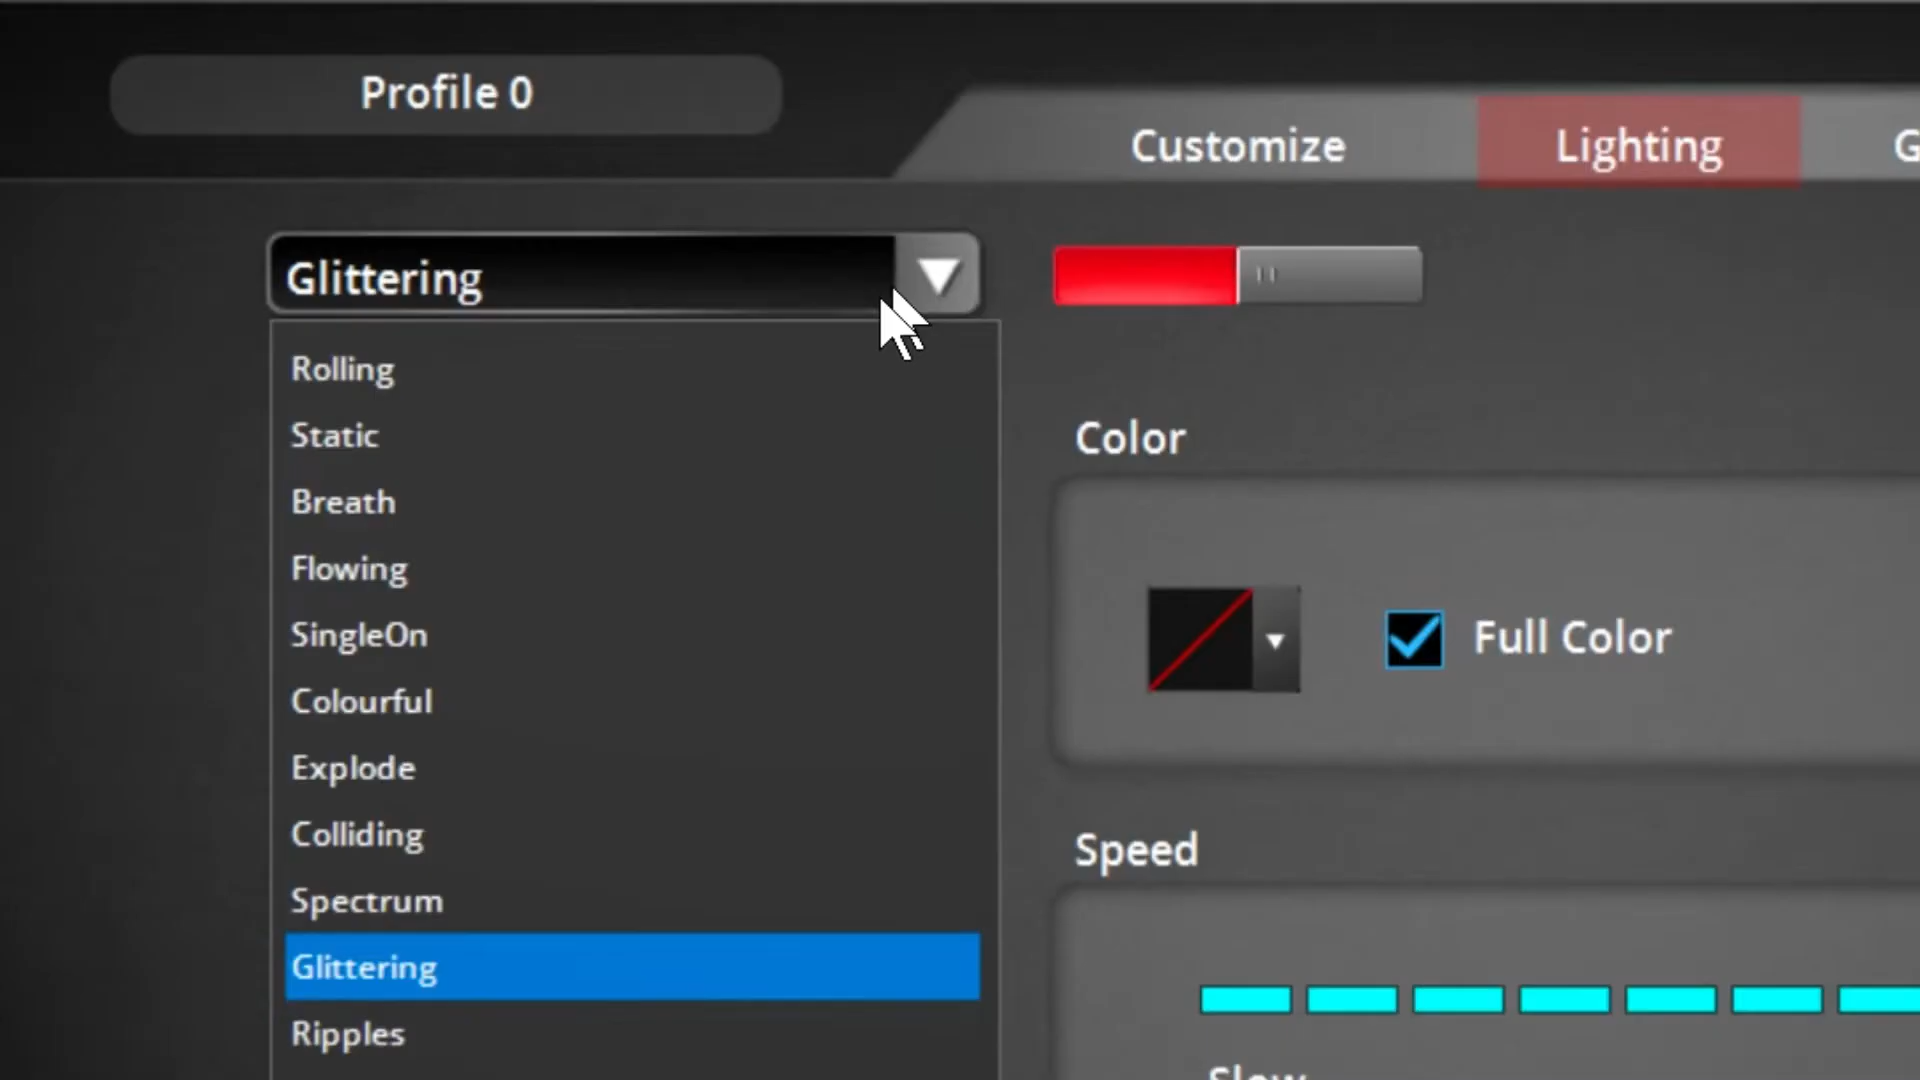 Profile 0
Customize
Lighting
G
Glittering
Rolling
Static
Breath
Flowing
SingleOn
Colourful
Explode
Colliding
Spectrum
Glittering
Ripples
Color
Full Color
Speed
Slow